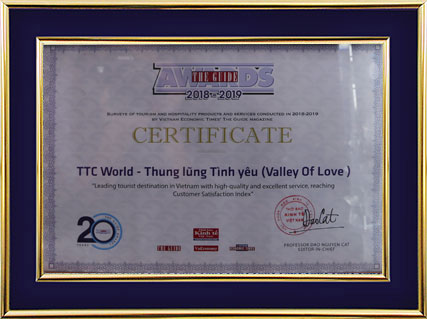 AWARDS
THE GUIDE
2018-2019
SURVEYS OF TOURISM AND HOSPITALITY PRODUCTS AND SERVICES CONDUCTED IN 2018-2019
BY VIETNAM ECONOMIC TIMES' THE GUIDE MAGAZINE
CERTIFICATE
TTC World - Thung lũng Tình yêu (Valley Of Love )
"Leading tourist destination in Vietnam with high-quality and excellent service, reaching
Customer Satisfaction Index"
20
THE GUIDE
VnEconomy
PROFESSOR DAO NGUYEN CAT
EDITOR-IN-CHIEF